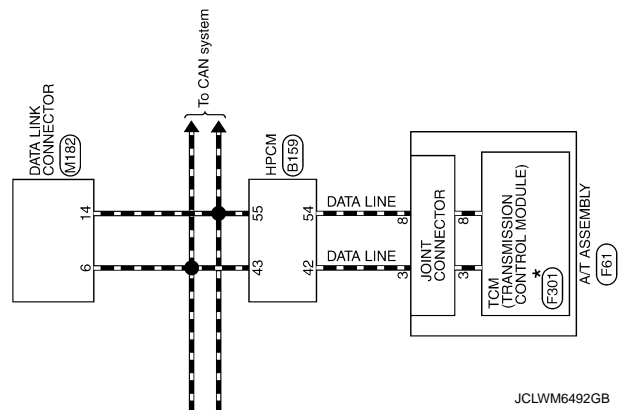 To CAN system
DATA LINK
CONNECTOR
M182
14
6
HPCM
B159
55
54
43
42
DATA LINE
DATA LINE
8
3
JOINT
CONNECTOR
8
3
TCM
(TRANSMISSION
CONTROL MODULE)
*
F301
A/T ASSEMBLY
F61
JCLWM6492GB